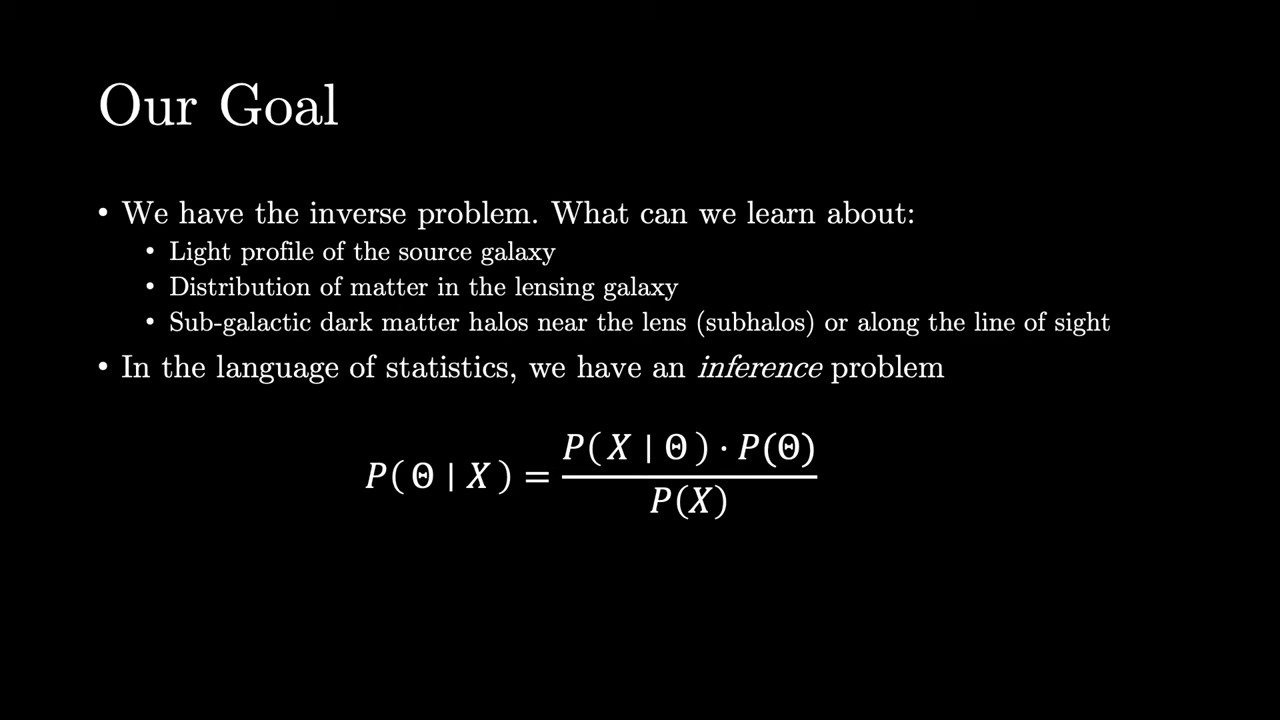 Our Goal
• We have the inverse problem. What can we learn about:
• Light profile of the source galaxy
• Distribution of matter in the lensing galaxy
• Sub-galactic dark matter halos near the lens (subhalos) or along the line of sight
• In the language of statistics, we have an inference problem
P( Θ | X ) = P( X | Θ ) · P(Θ) / P(X)